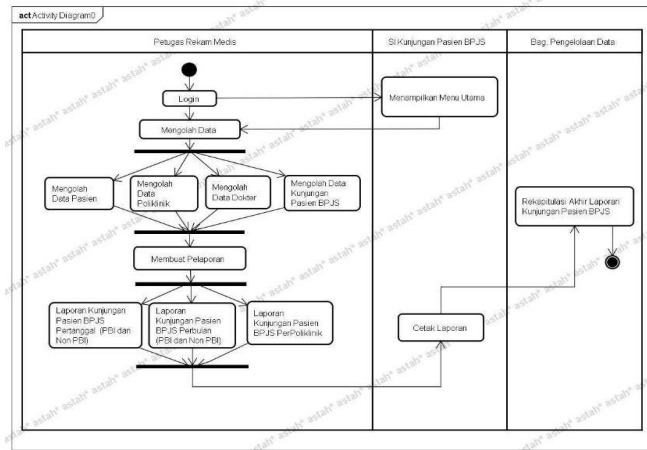 act Activity Diagram0
Petugas Rekam Medis
SI Kunjungan Pasien BPJS
Bag. Pengelolaan Data
Login
Menampilkan Menu Utama
Mengolah Data
Mengolah
Data Pasien
Mengolah
Data
Poliklinik
Mengolah
Data Dokter
Mengolah Data
Kunjungan
Pasien BPJS
Rekapitulasi Akhir Laporan
Kunjungan Pasien BPJS
Membuat Pelaporan
Laporan Kunjungan
Pasien BPJS
Pertanggal (PBI dan
Non PBI)
Laporan
Kunjungan Pasien
BPJS Perbulan
(PBI dan Non PBI)
Laporan
Kunjungan Pasien
BPJS PerPoliklinik
Cetak Laporan